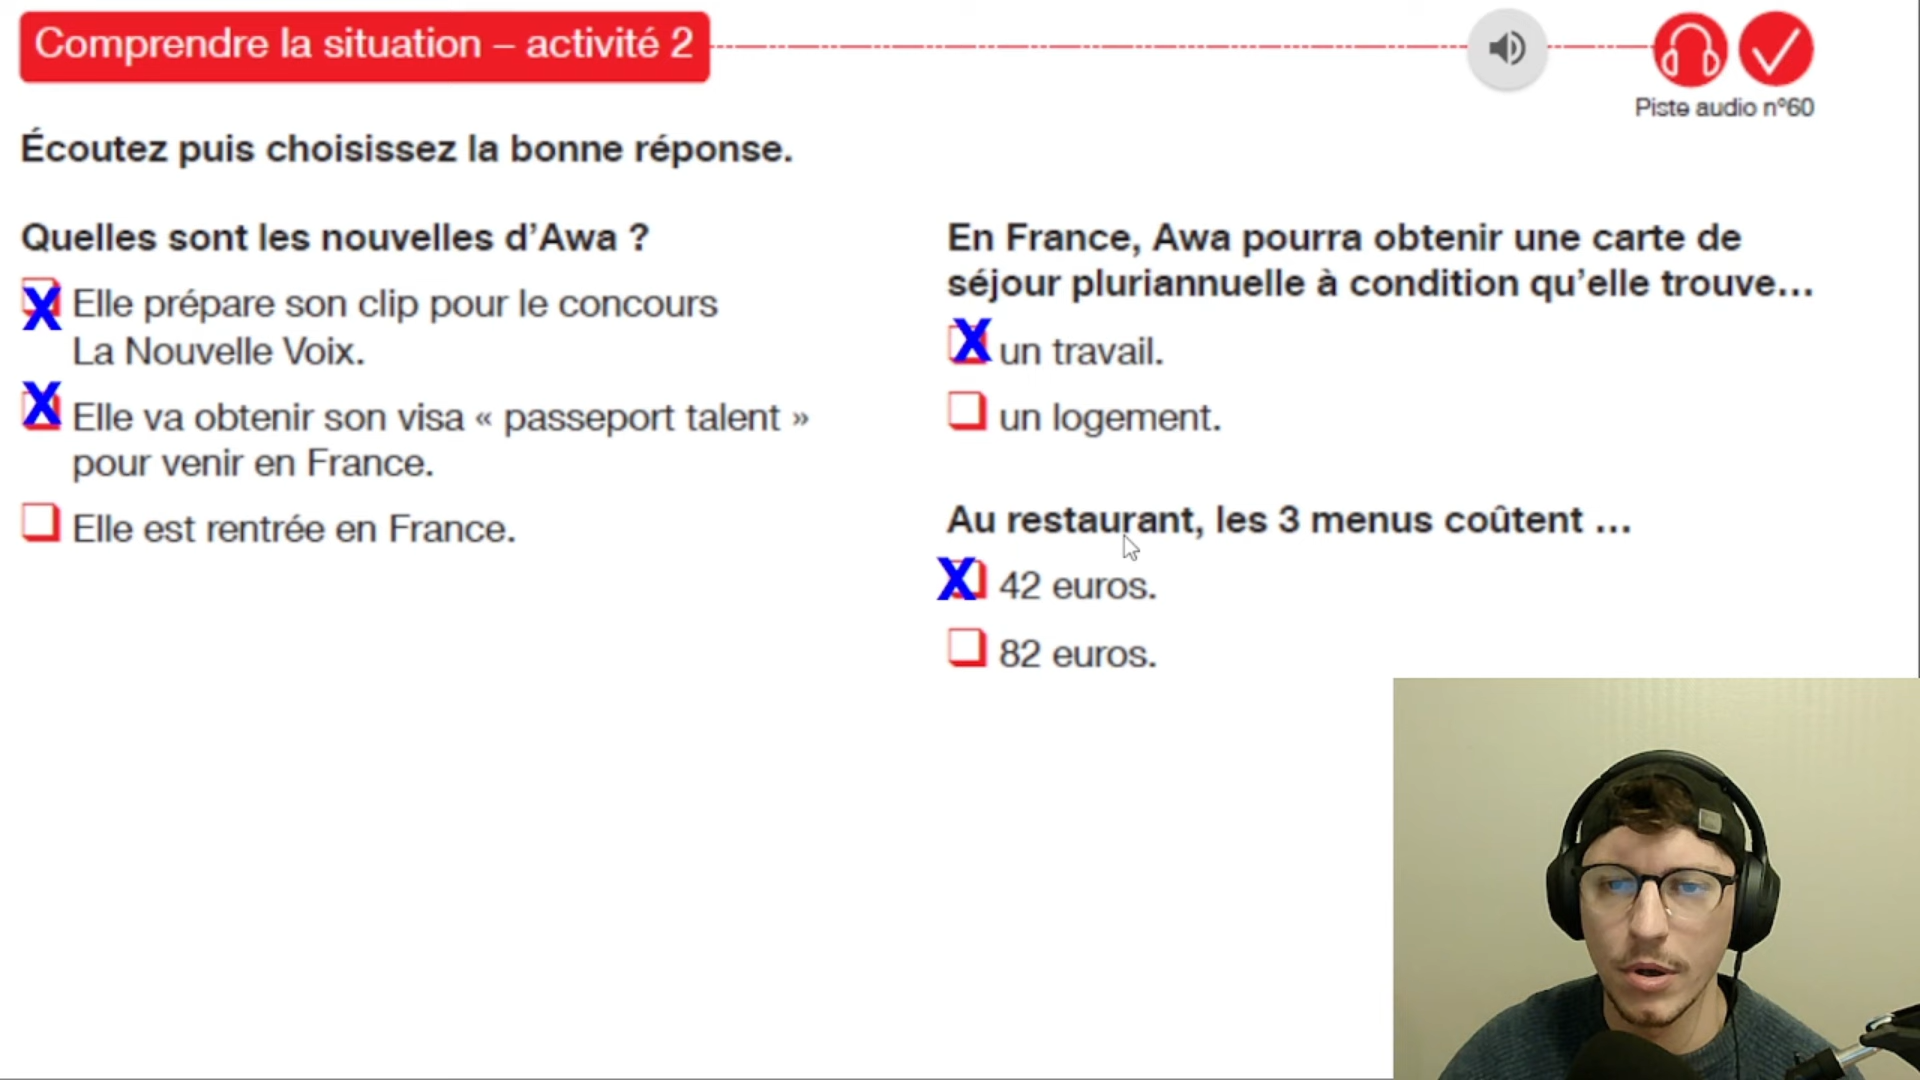 Comprendre la situation – activité 2
Piste audio n°60
Écoutez puis choisissez la bonne réponse.
Quelles sont les nouvelles d'Awa ?
X Elle prépare son clip pour le concours
La Nouvelle Voix.
X Elle va obtenir son visa « passeport talent »
pour venir en France.
Elle est rentrée en France.
En France, Awa pourra obtenir une carte de
séjour pluriannuelle à condition qu'elle trouve...
X un travail.
un logement.
Au restaurant, les 3 menus coûtent ...
X 42 euros.
82 euros.